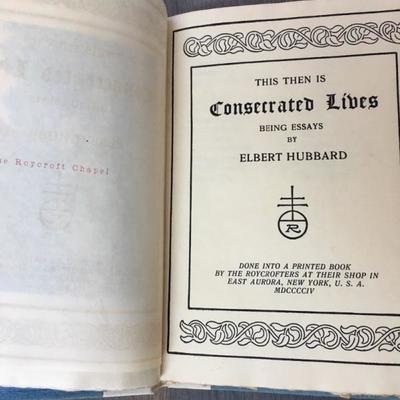 ne Roycroft Chapel
THIS THEN IS
Consecrated Lives
BEING ESSAYS
BY
ELBERT HUBBARD
R
DONE INTO A PRINTED BOOK
BY THE ROYCROFTERS AT THEIR SHOP IN
EAST AURORA, NEW YORK, U. S. A.
MDCCCCIV